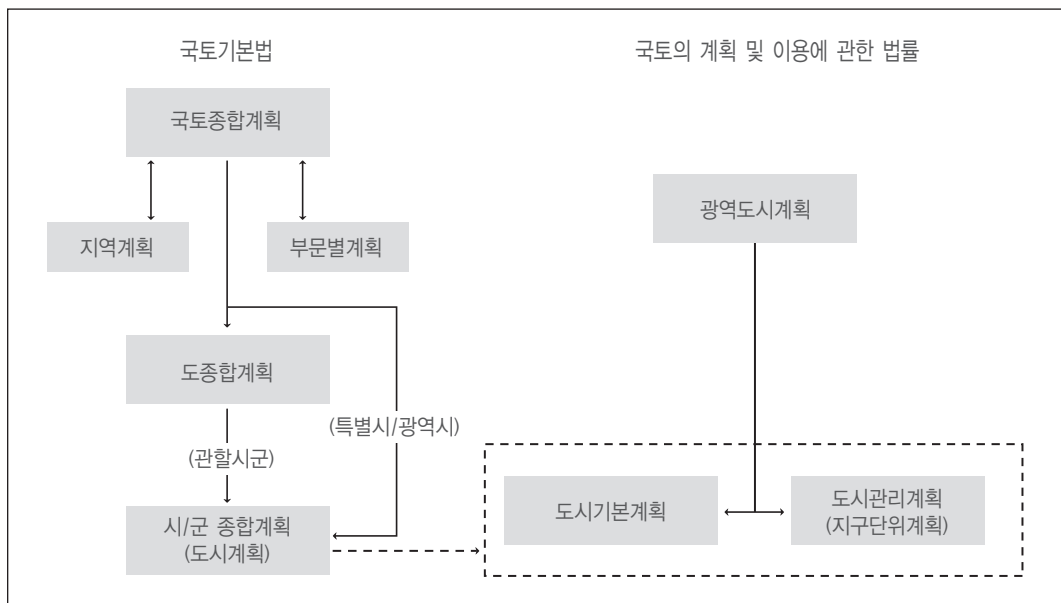 국토기본법
국토의 계획 및 이용에 관한 법률
국토종합계획
광역도시계획
지역계획
부문별계획
도종합계획
(특별시/광역시)
(관할시군)
시/군 종합계획
(도시계획)
도시기본계획
도시관리계획
(지구단위계획)